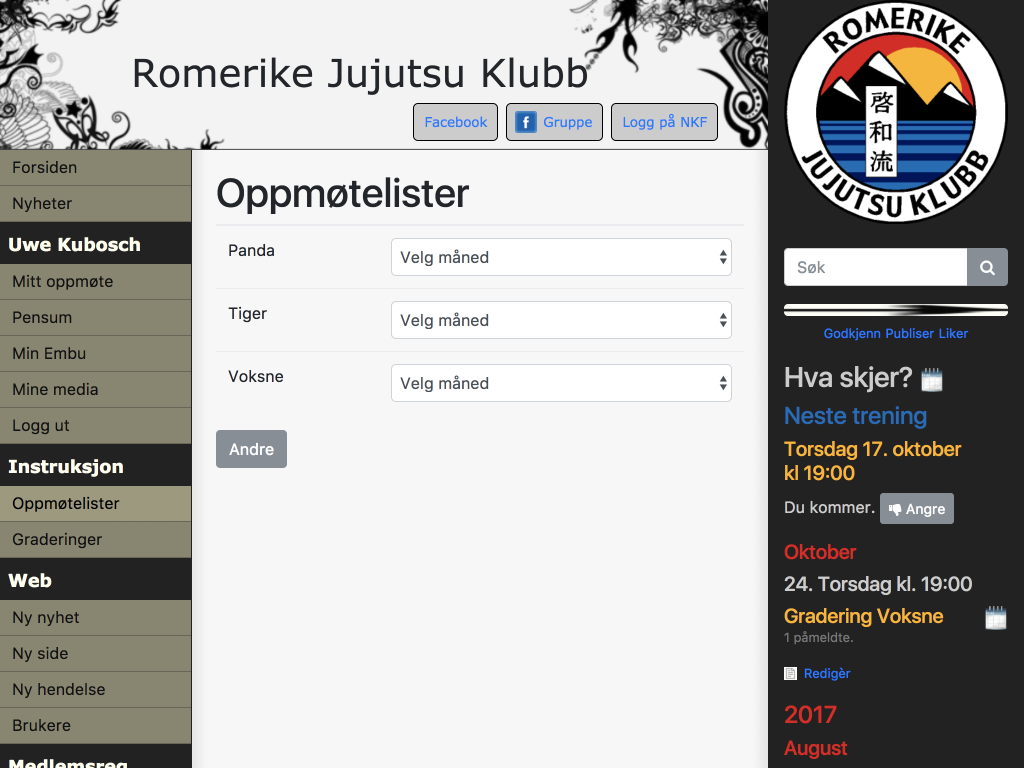 Romerike Jujutsu Klubb
Facebook
Gruppe
Logg på NKF
Forsiden
Nyheter
Uwe Kubosch
Mitt oppmøte
Pensum
Min Embu
Mine media
Logg ut
Instruksjon
Oppmøtelister
Graderinger
Web
Ny nyhet
Ny side
Ny hendelse
Brukere
Medlemsreg
Oppmøtelister
Panda
Velg måned
Tiger
Velg måned
Voksne
Velg måned
Andre
ROMERIKE
啓和流
JUJUTSU KLUBB
Søk
Godkjenn Publiser Liker
Hva skjer?
Neste trening
Torsdag 17. oktober
kl 19:00
Du kommer.
Angre
Oktober
24. Torsdag kl. 19:00
Gradering Voksne
1 påmeldte.
Redigèr
2017
August